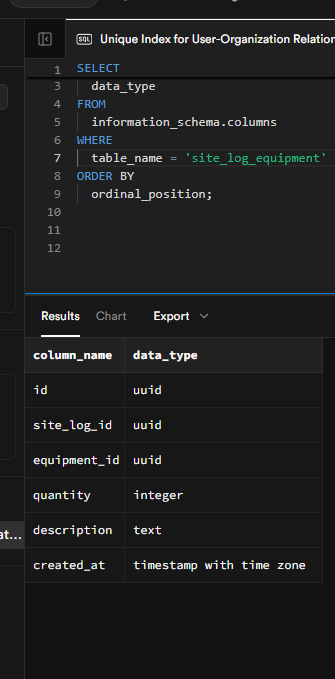 SQL Unique Index for User-Organization Relation
1 SELECT
3 data_type
4 FROM
5 information_schema.columns
6 WHERE
7 table_name = 'site_log_equipment'
8 ORDER BY
9 ordinal_position;
10
11
12
Results Chart Export
column_name data_type
id uuid
site_log_id uuid
equipment_id uuid
quantity integer
at... description text
created_at timestamp with time zone